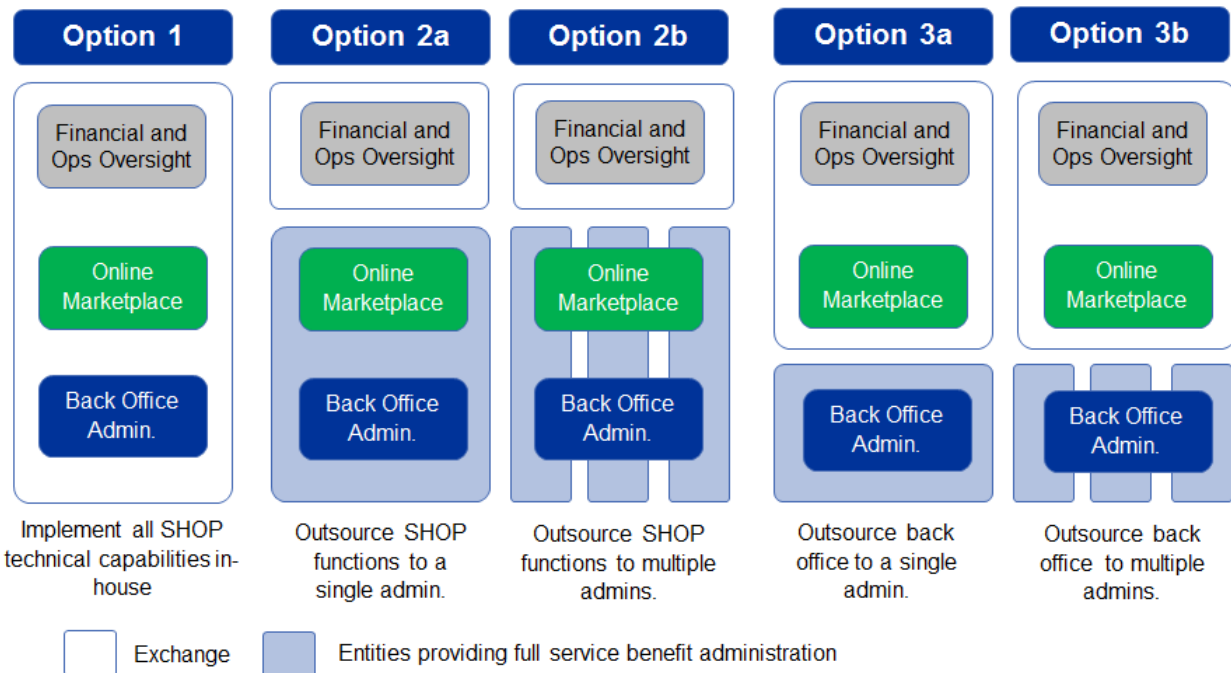 Option 1
Option 2a
Option 2b
Option 3a
Option 3b
Financial and
Ops Oversight
Financial and
Ops Oversight
Financial and
Ops Oversight
Financial and
Ops Oversight
Financial and
Ops Oversight
Online
Marketplace
Online
Marketplace
Online
Marketplace
Online
Marketplace
Online
Marketplace
Back Office
Admin.
Back Office
Admin.
Back Office
Admin.
Back Office
Admin.
Back Office
Admin.
Implement all SHOP
technical capabilities in-
house
Outsource SHOP
functions to a
single admin.
Outsource SHOP
functions to multiple
admins.
Outsource back
office to a single
admin.
Outsource back
office to multiple
admins.
Exchange
Entities providing full service benefit administration